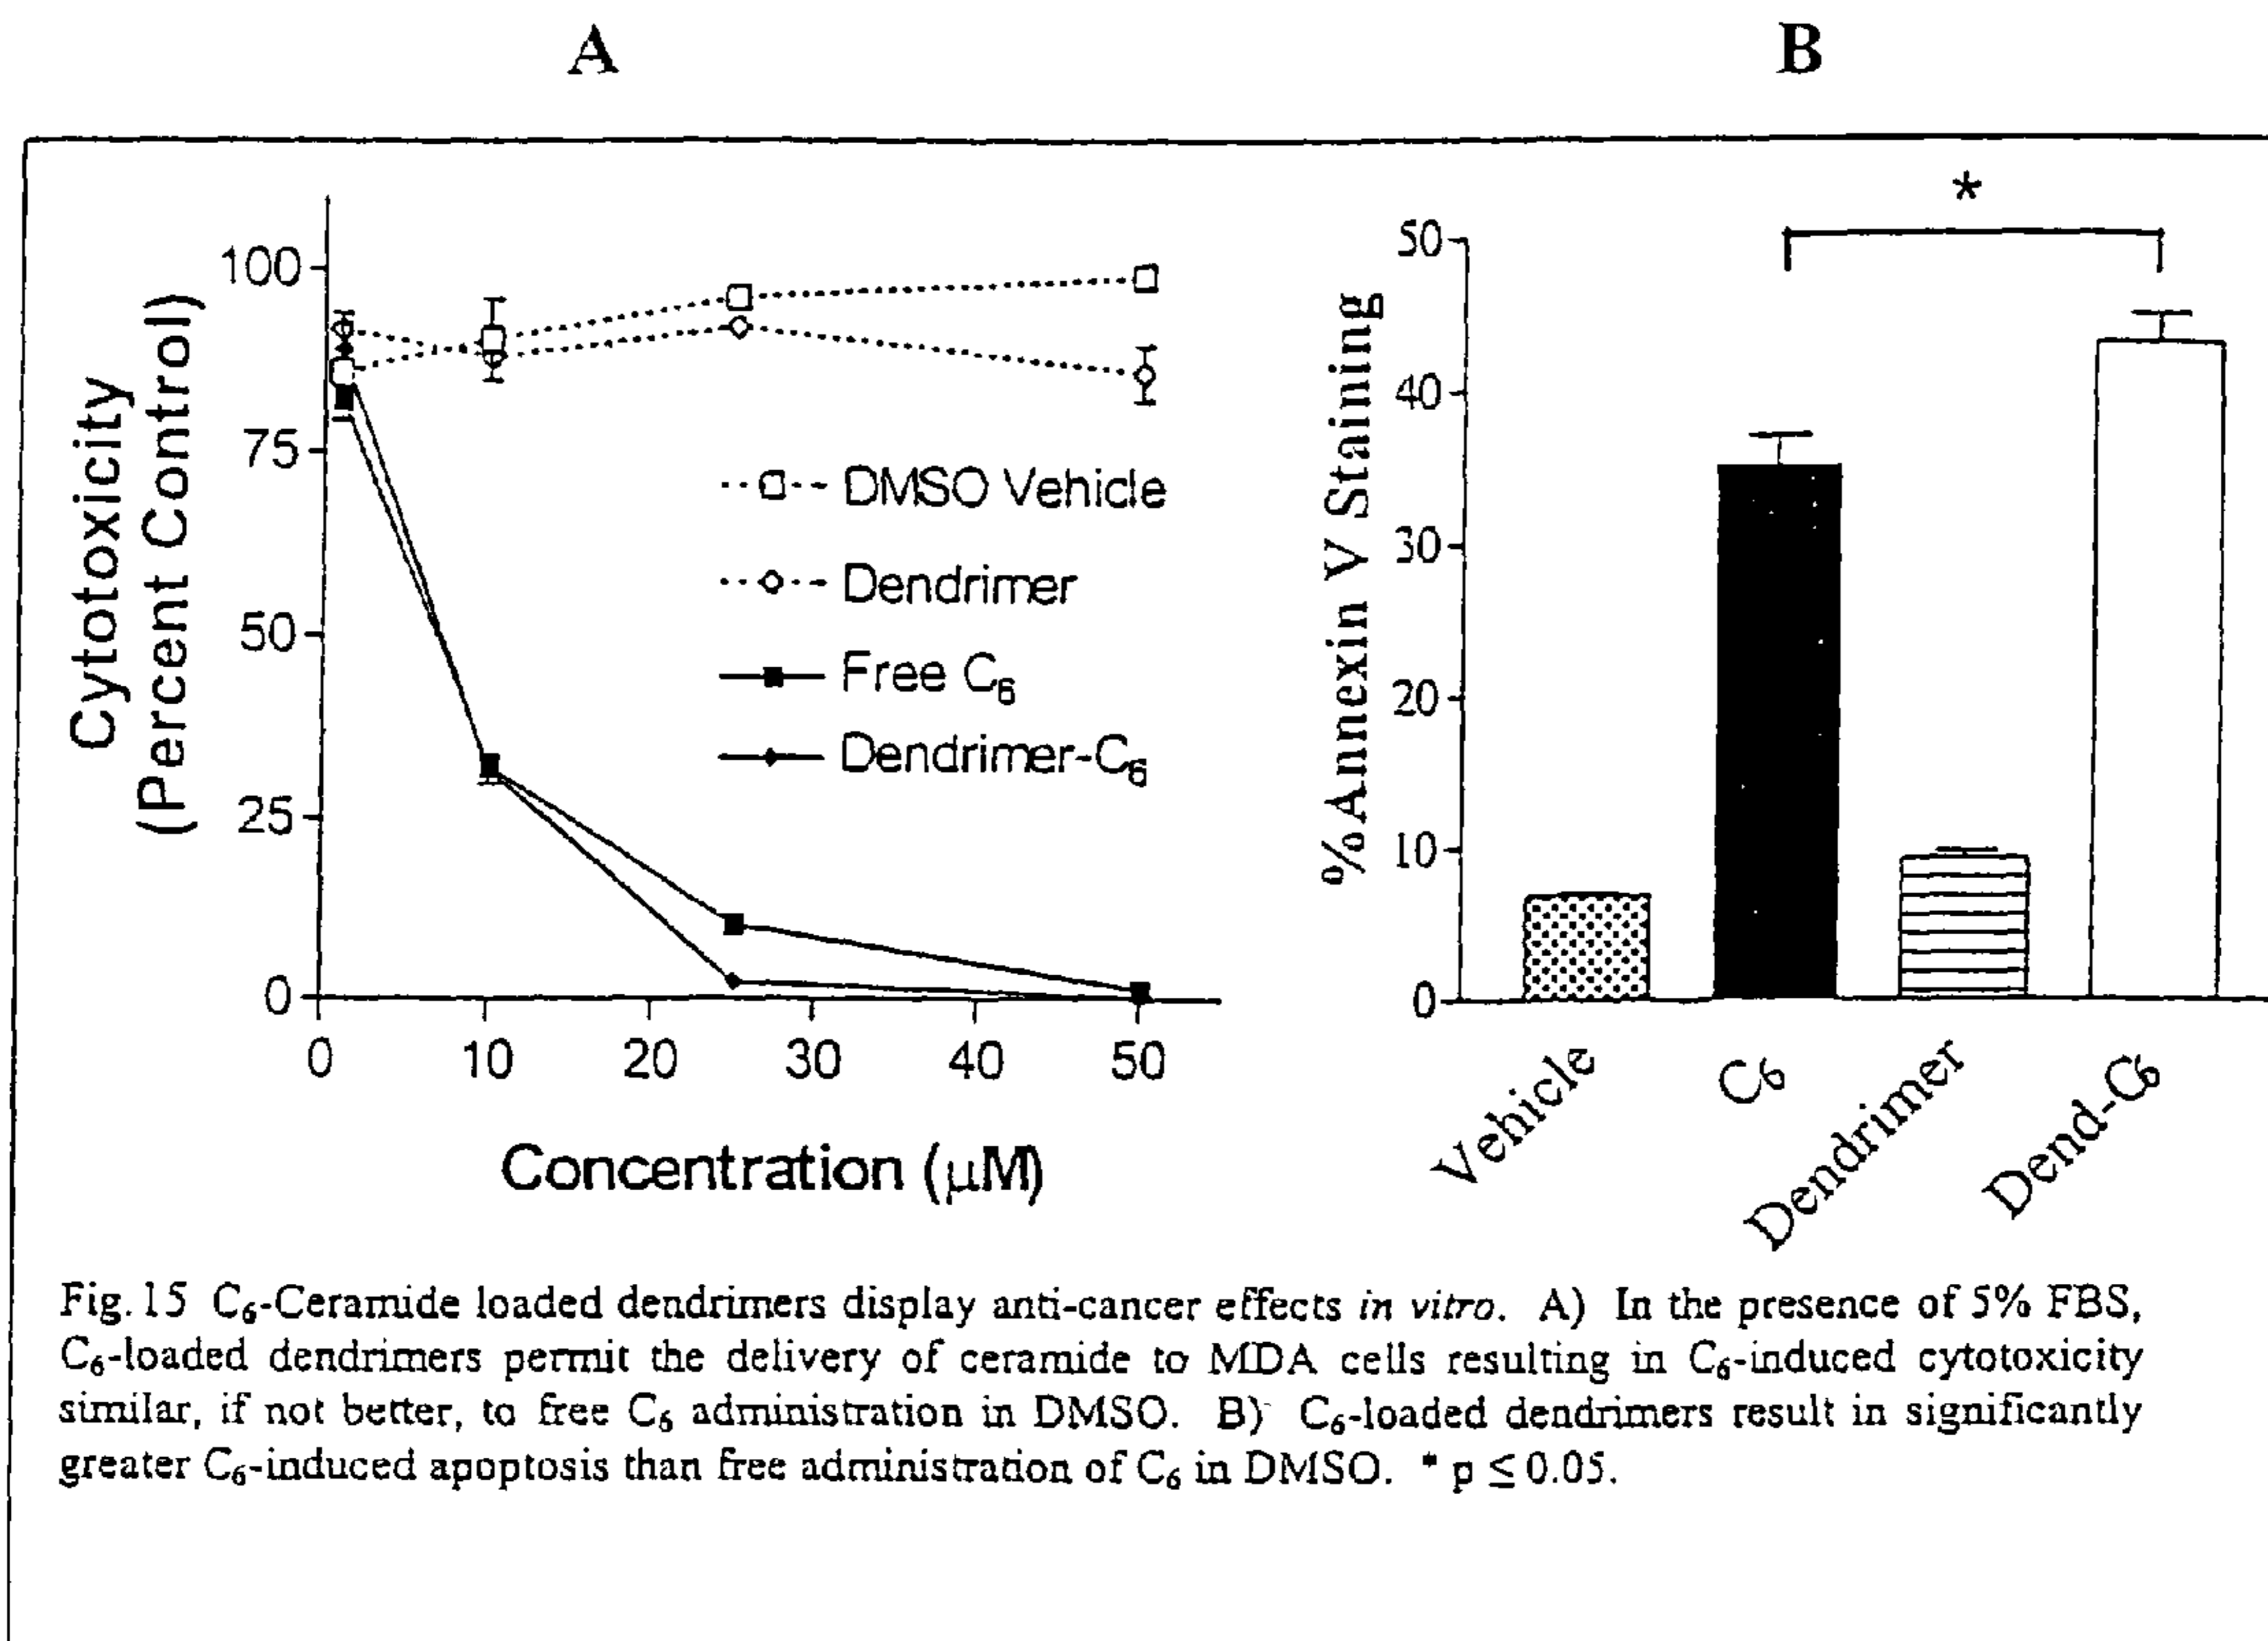 A
B
Cytotoxicity
(Percent Control)
100
75
50
25
0
0 10 20 30 40 50
Concentration (μM)
DMSO Vehicle
Dendrimer
Free C₆
Dendrimer-C₆
%Annexin V Staining
50
40
30
20
10
0
*
Vehicle
C₆
Dendrimer
Dend-C₆
Fig. 15 C₆-Ceramide loaded dendrimers display anti-cancer effects in vitro. A) In the presence of 5% FBS,
C₆-loaded dendrimers permit the delivery of ceramide to MDA cells resulting in C₆-induced cytotoxicity
similar, if not better, to free C₆ administration in DMSO. B) C₆-loaded dendrimers result in significantly
greater C₆-induced apoptosis than free administration of C₆ in DMSO. * p ≤ 0.05.